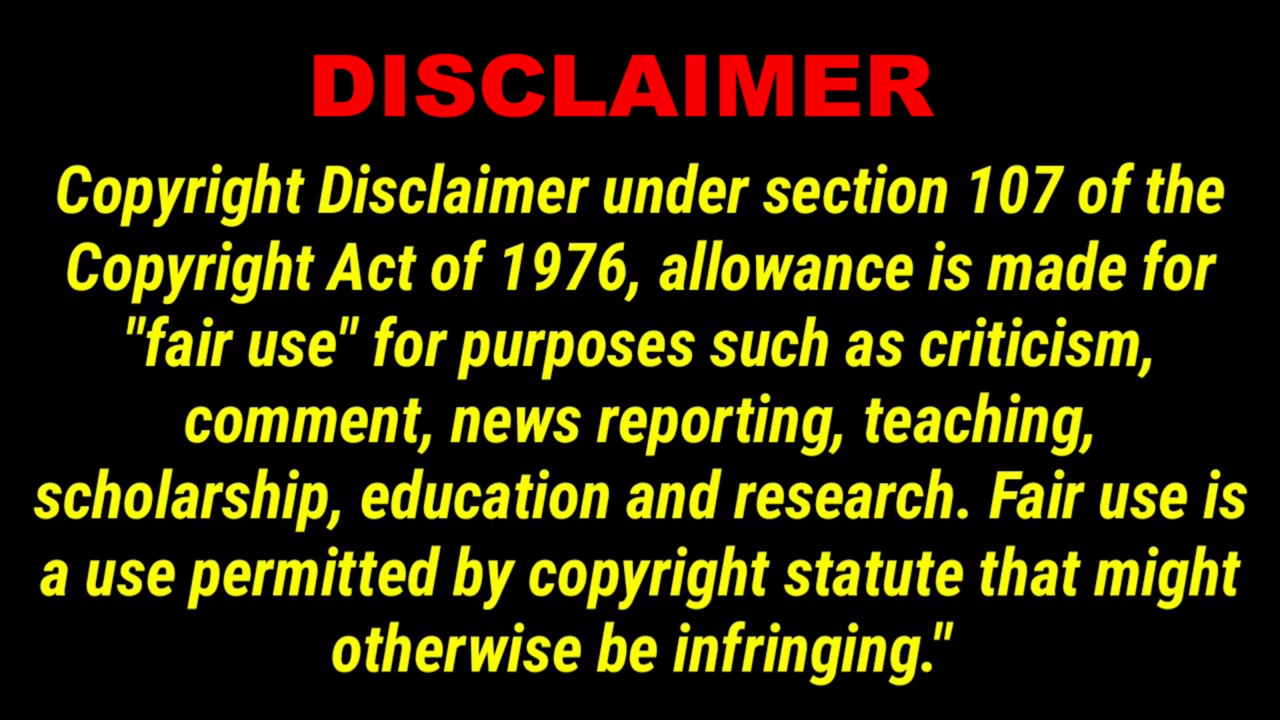 DISCLAIMER
Copyright Disclaimer under section 107 of the
Copyright Act of 1976, allowance is made for
"fair use" for purposes such as criticism,
comment, news reporting, teaching,
scholarship, education and research. Fair use is
a use permitted by copyright statute that might
otherwise be infringing."